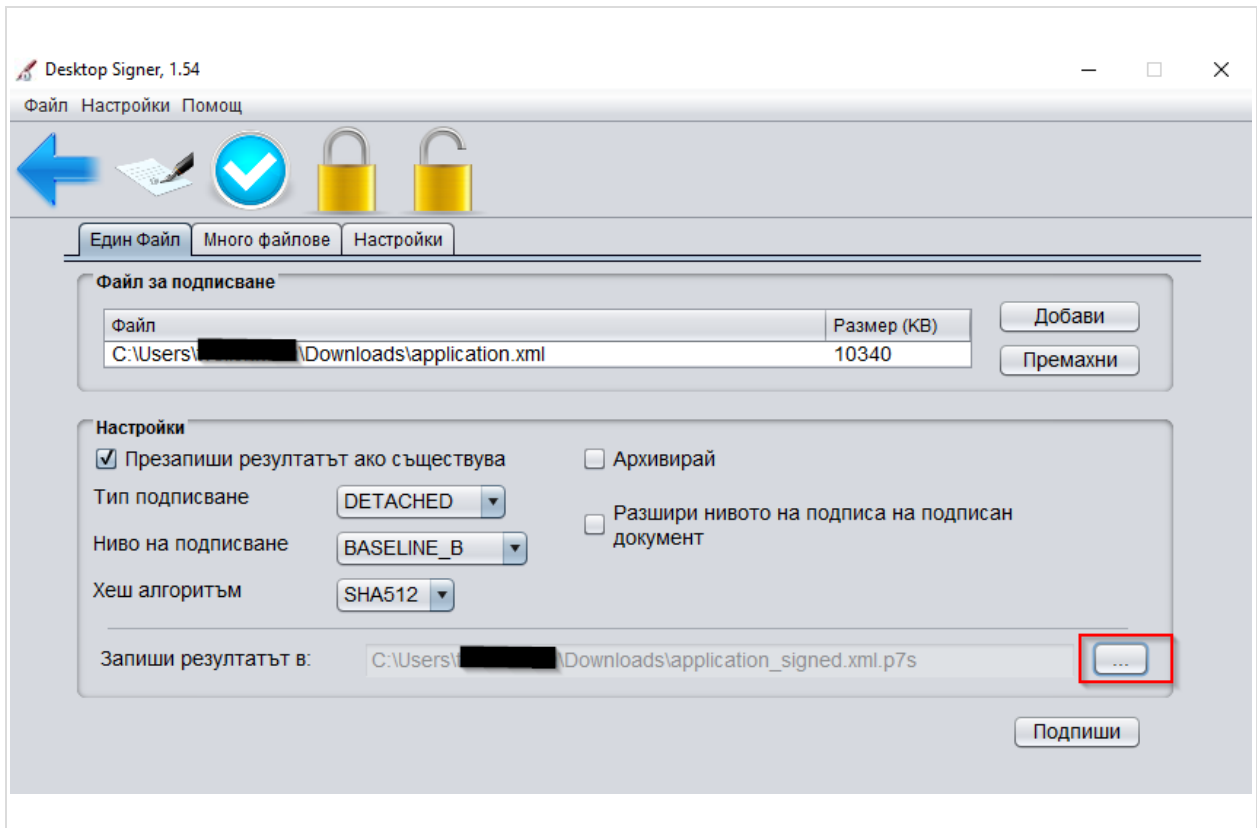 Desktop Signer, 1.54
Файл Настройки Помощ
Един Файл Много файлове Настройки
Файл за подписване
Файл Размер (KB)
C:\Users\ \Downloads\application.xml 10340
Добави
Премахни
Настройки
Презапиши резултатът ако съществува
Архивирай
Тип подписване DETACHED
Разшири нивото на подписа на подписан
документ
Ниво на подписване BASELINE_B
Хеш алгоритъм SHA512
Запиши резултатът в: C:\Users\ \Downloads\application_signed.xml.p7s ...
Подпиши